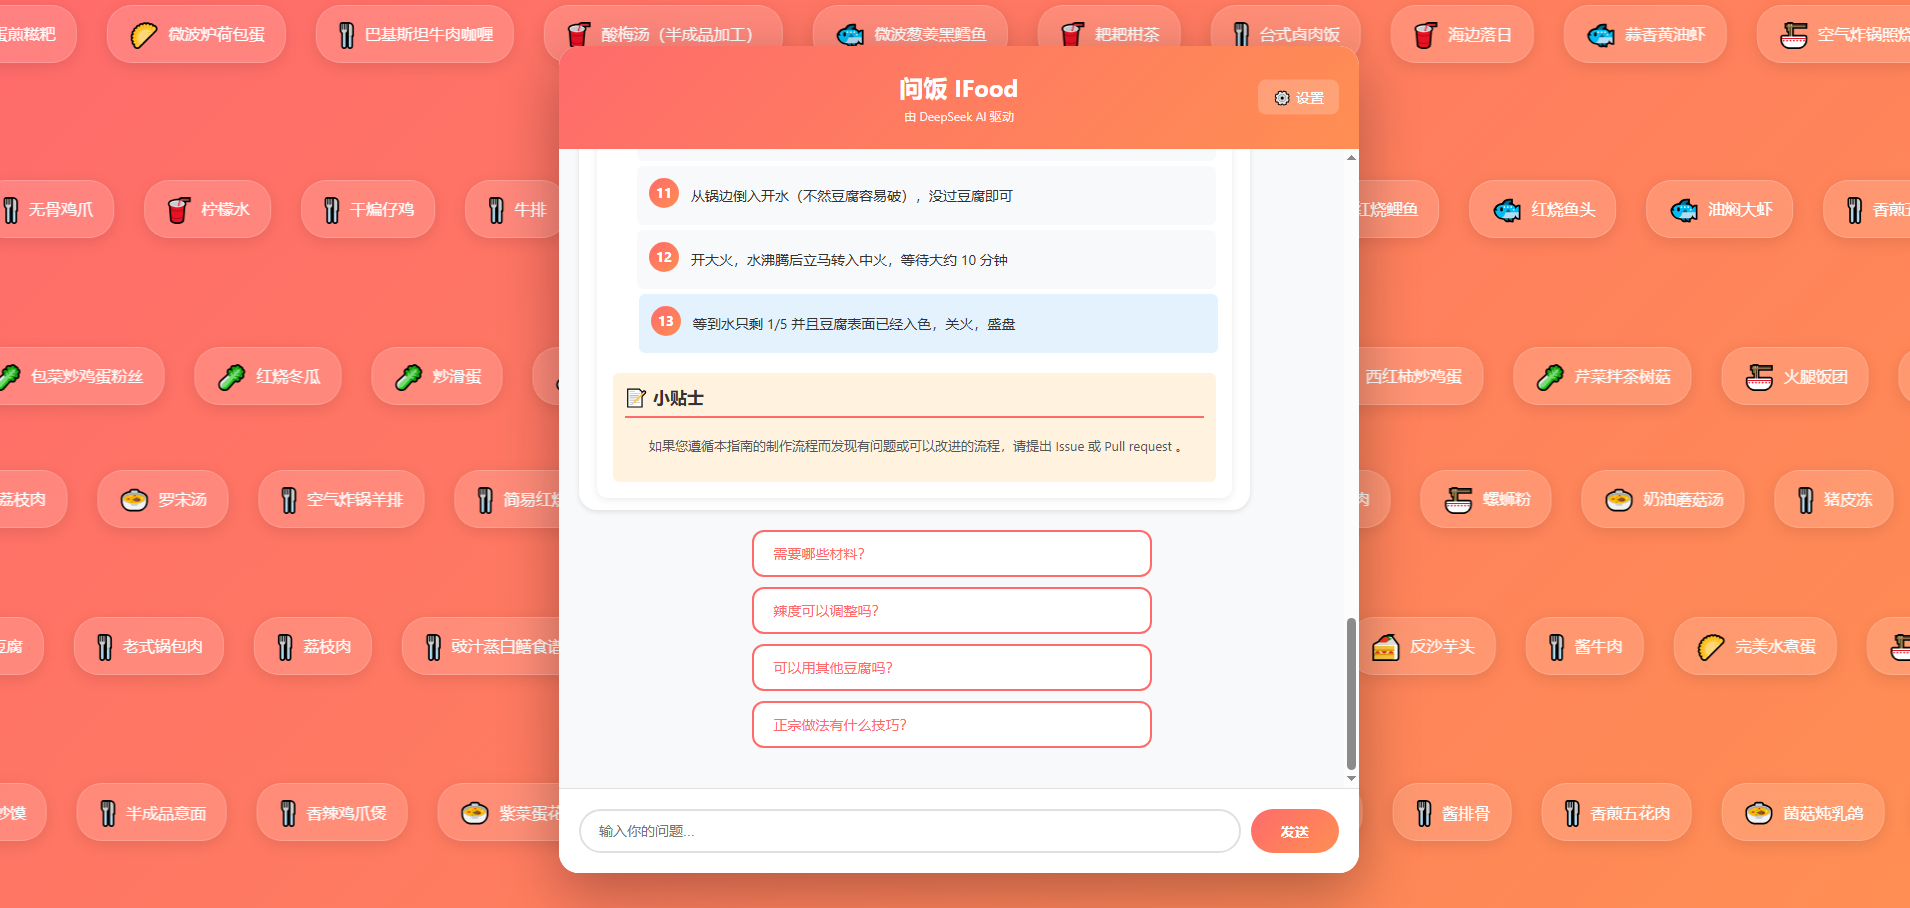 蛋煎糍粑
微波炉荷包蛋
巴基斯坦牛肉咖喱
酸梅汤（半成品加工）
微波葱姜黑鳕鱼
耙耙柑茶
台式卤肉饭
海边落日
蒜香黄油虾
空气炸锅照烧
问饭 IFood
由 DeepSeek AI 驱动
设置
无骨鸡爪
柠檬水
干煸仔鸡
牛排
红烧鲤鱼
红烧鱼头
油焖大虾
香煎五
11 从锅边倒入开水（不然豆腐容易破），没过豆腐即可
12 开大火，水沸腾后立马转入中火，等待大约 10 分钟
13 等到水只剩 1/5 并且豆腐表面已经入色，关火，盛盘
包菜炒鸡蛋粉丝
红烧冬瓜
炒滑蛋
西红柿炒鸡蛋
芹菜拌茶树菇
火腿饭团
小贴士
如果您遵循本指南的制作流程而发现有问题或可以改进的流程，请提出 Issue 或 Pull request 。
荔枝肉
罗宋汤
空气炸锅羊排
简易红烧
肉
螺蛳粉
奶油蘑菇汤
猪皮冻
需要哪些材料？
辣度可以调整吗？
可以用其他豆腐吗？
正宗做法有什么技巧？
豆腐
老式锅包肉
荔枝肉
豉汁蒸白鳝食谱
反沙芋头
酱牛肉
完美水煮蛋
炒馍
半成品意面
香辣鸡爪煲
紫菜蛋花
酱排骨
香煎五花肉
菌菇炖乳鸽
输入你的问题...
发送